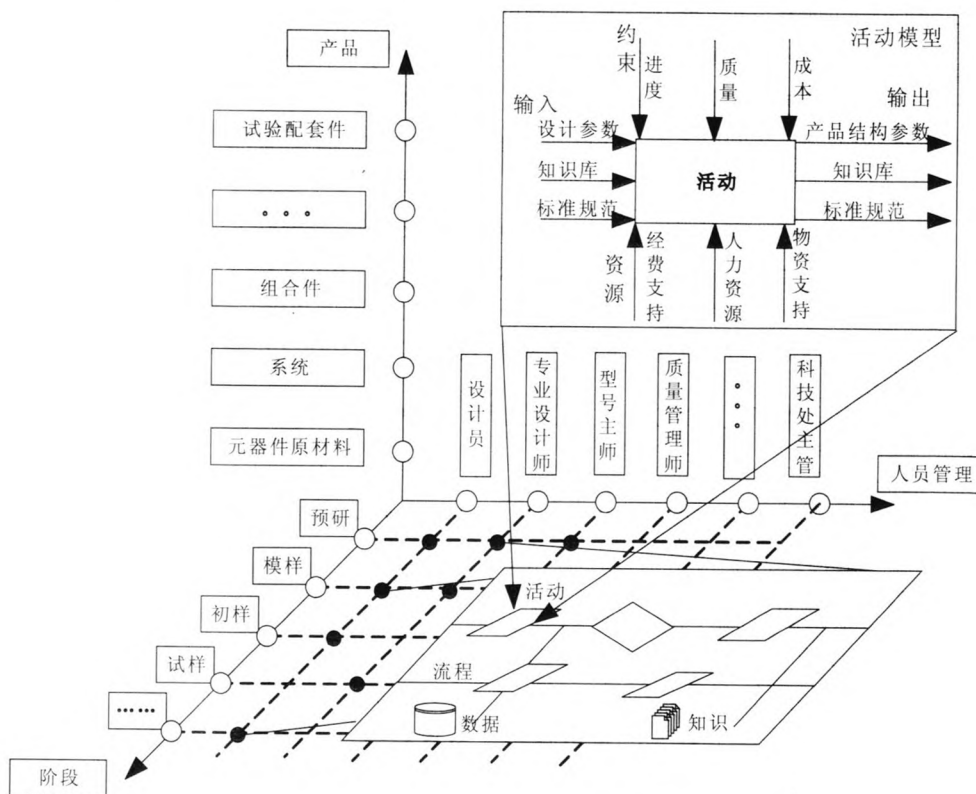 产品
试验配套件
。。。
组合件
系统
元器件原材料
活动模型
约束
进度
质量
成本
输入
设计参数
知识库
标准规范
活动
输出
产品结构参数
知识库
标准规范
资源
经费支持
人力资源
物资支持
设计员
专业设计师
型号主师
质量管理师
。。。
科技处主管
人员管理
预研
模样
初样
试样
……
阶段
活动
流程
数据
知识